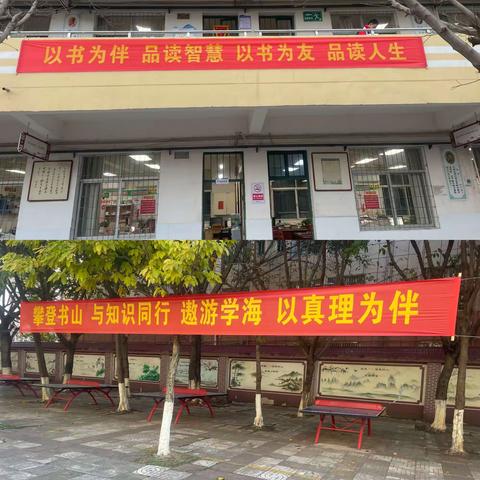 以书为伴 品读智慧 以书为友 品读人生
攀登书山 与知识同行 遨游学海 以真理为伴